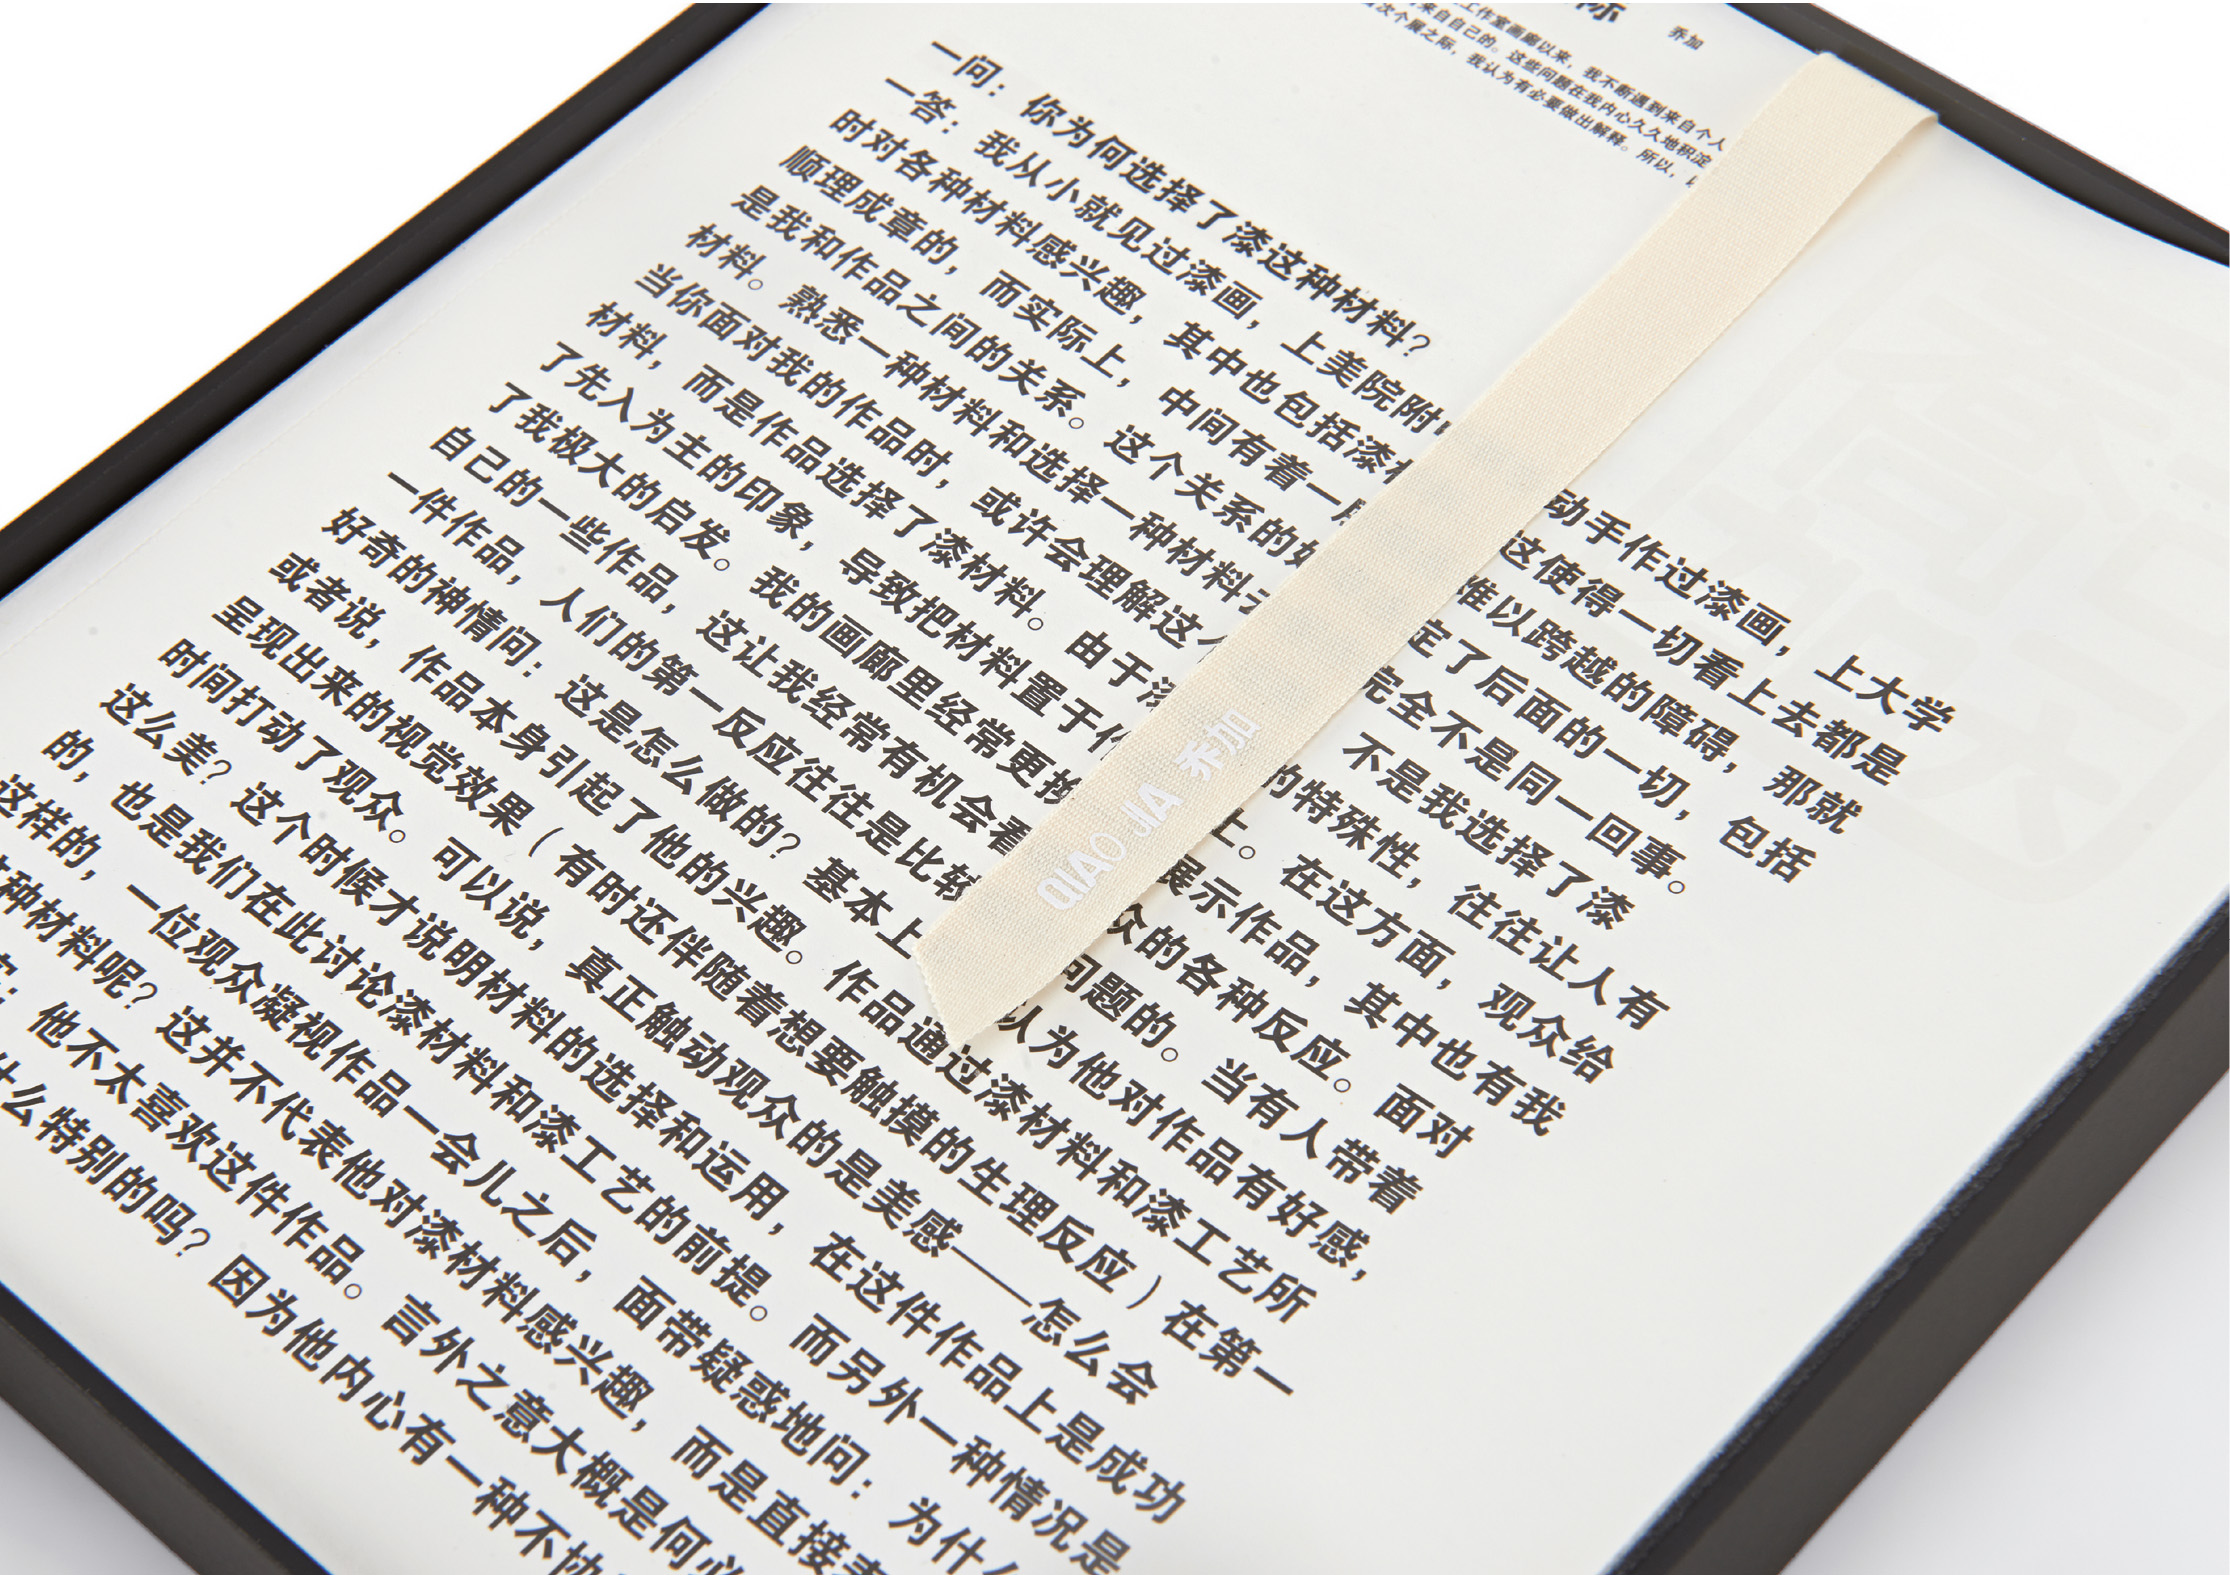 际
乔加
工作室画廊以来，我不断遇到来自个人
来自自己的。这些问题在我内心久久地积淀
次个展之际，我认为有必要做出解释。所以，
一问：你为何选择了漆这种材料？
一答：我从小就见过漆画，上美院附 动手作过漆画，上大学
时对各种材料感兴趣，其中也包括漆 这使得一切看上去都是
顺理成章的，而实际上，中间有着一 难以跨越的障碍，那就
是我和作品之间的关系。这个关系的 定了后面的一切，包括
材料。熟悉一种材料和选择一种材料 完全不是同一回事。
当你面对我的作品时，或许会理解这 不是我选择了漆
材料，而是作品选择了漆材料。由于漆 的特殊性，往往让人有
了先入为主的印象，导致把材料置于作 上。在这方面，观众给
了我极大的启发。我的画廊里经常更换 展示作品，其中也有我
自己的一些作品，这让我经常有机会看 众的各种反应。面对
一件作品，人们的第一反应往往是比较 问题的。当有人带着
好奇的神情问：这是怎么做的？基本上 认为他对作品有好感，
或者说，作品本身引起了他的兴趣。作品通过漆材料和漆工艺所
呈现出来的视觉效果（有时还伴随着想要触摸的生理反应）在第一
时间打动了观众。可以说，真正触动观众的是美感——怎么会
这么美？这个时候才说明材料的选择和运用，在这件作品上是成功
的，也是我们在此讨论漆材料和漆工艺的前提。而另外一种情况是
这样的，一位观众凝视作品一会儿之后，面带疑惑地问：为什么
这种材料呢？这并不代表他对漆材料感兴趣，而是直接表
：他不太喜欢这件作品。言外之意大概是何必
什么特别的吗？因为他内心有一种不协
QIAO JIA 乔加